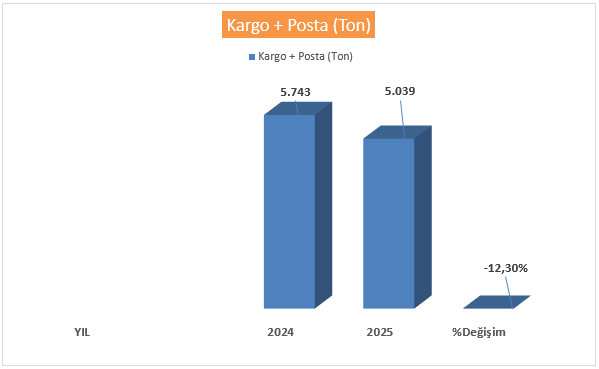 Kargo + Posta (Ton)
Kargo + Posta (Ton)
5.743
5.039
-12,30%
YIL 2024 2025 %Değişim